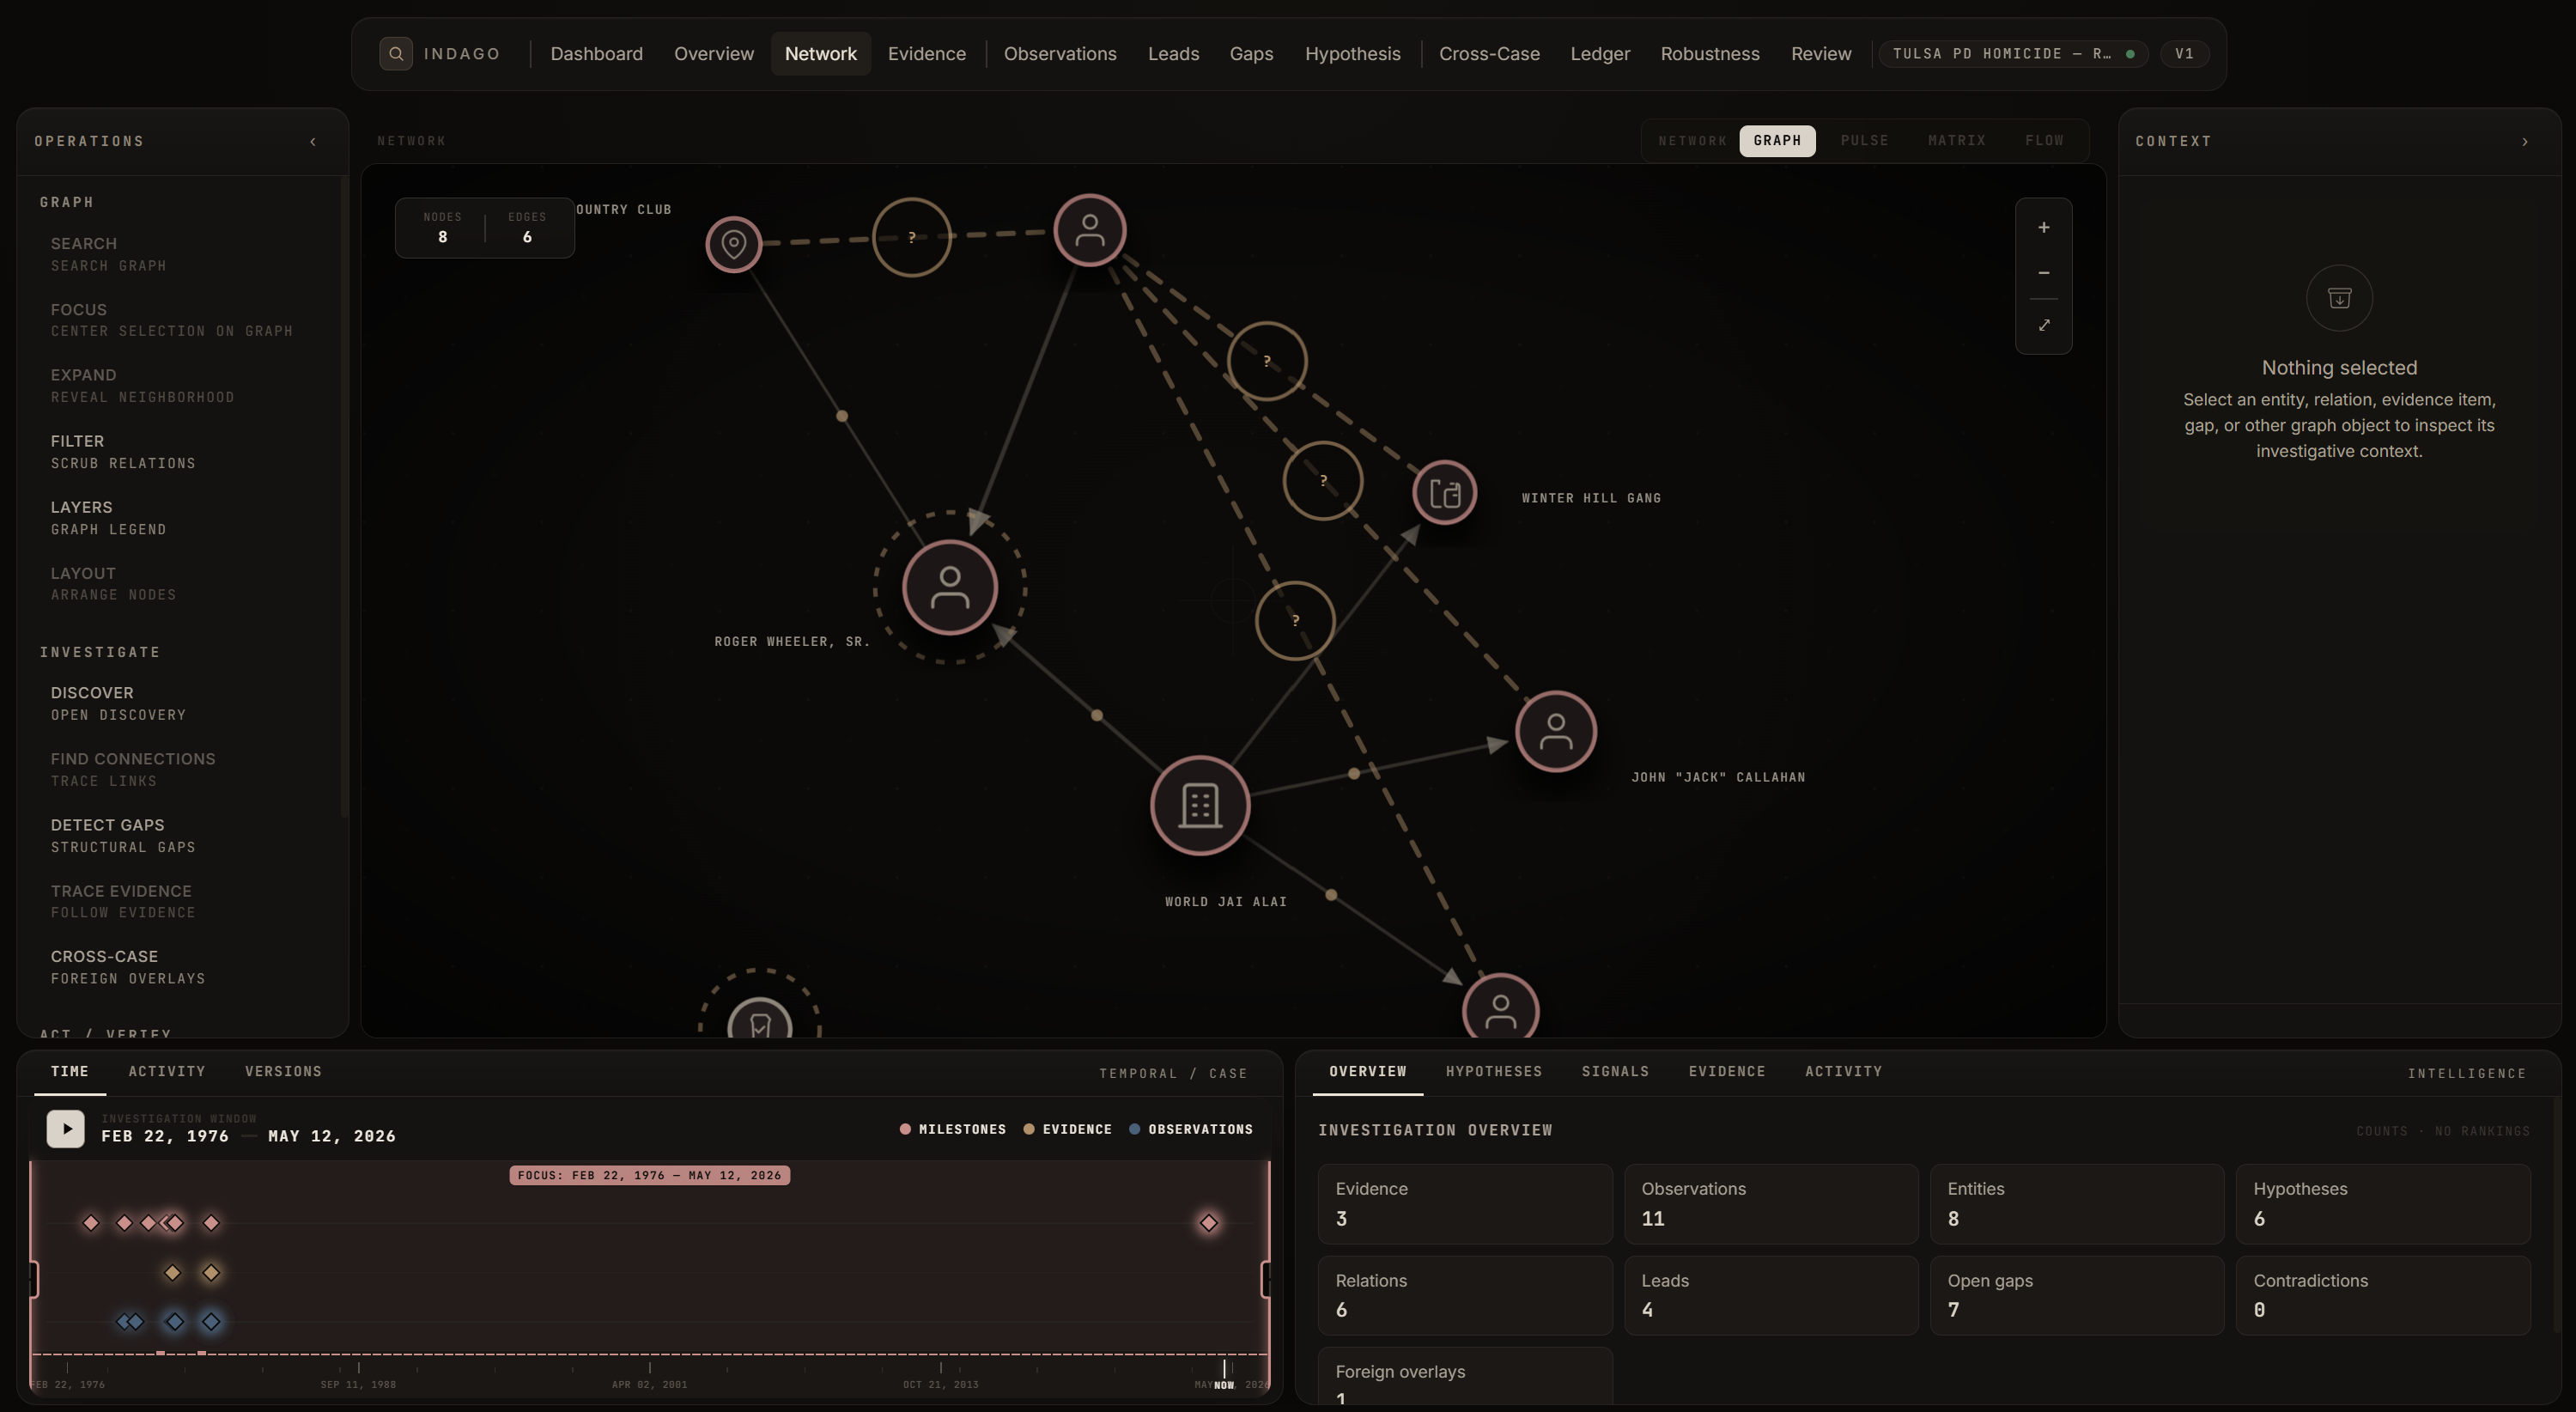 INDAGO
Dashboard
Overview
Network
Evidence
Observations
Leads
Gaps
Hypothesis
Cross-Case
Ledger
Robustness
Review
TULSA PD HOMICIDE — R…
V1
OPERATIONS
GRAPH
SEARCH
SEARCH GRAPH
FOCUS
CENTER SELECTION ON GRAPH
EXPAND
REVEAL NEIGHBORHOOD
FILTER
SCRUB RELATIONS
LAYERS
GRAPH LEGEND
LAYOUT
ARRANGE NODES
INVESTIGATE
DISCOVER
OPEN DISCOVERY
FIND CONNECTIONS
TRACE LINKS
DETECT GAPS
STRUCTURAL GAPS
TRACE EVIDENCE
FOLLOW EVIDENCE
CROSS-CASE
FOREIGN OVERLAYS
ACT / VERIFY
NETWORK
NETWORK GRAPH PULSE MATRIX FLOW
NODES EDGES
8 6
OUNTRY CLUB
?
?
?
?
WINTER HILL GANG
ROGER WHEELER, SR.
JOHN "JACK" CALLAHAN
WORLD JAI ALAI
+
−
CONTEXT
Nothing selected
Select an entity, relation, evidence item,
gap, or other graph object to inspect its
investigative context.
TIME ACTIVITY VERSIONS
TEMPORAL / CASE
INVESTIGATION WINDOW
FEB 22, 1976 — MAY 12, 2026
MILESTONES EVIDENCE OBSERVATIONS
FOCUS: FEB 22, 1976 — MAY 12, 2026
FEB 22, 1976
SEP 11, 1988
APR 02, 2001
OCT 21, 2013
MAY
NOW
, 2026
OVERVIEW HYPOTHESES SIGNALS EVIDENCE ACTIVITY
INTELLIGENCE
INVESTIGATION OVERVIEW
COUNTS · NO RANKINGS
Evidence
3
Observations
11
Entities
8
Hypotheses
6
Relations
6
Leads
4
Open gaps
7
Contradictions
0
Foreign overlays
1